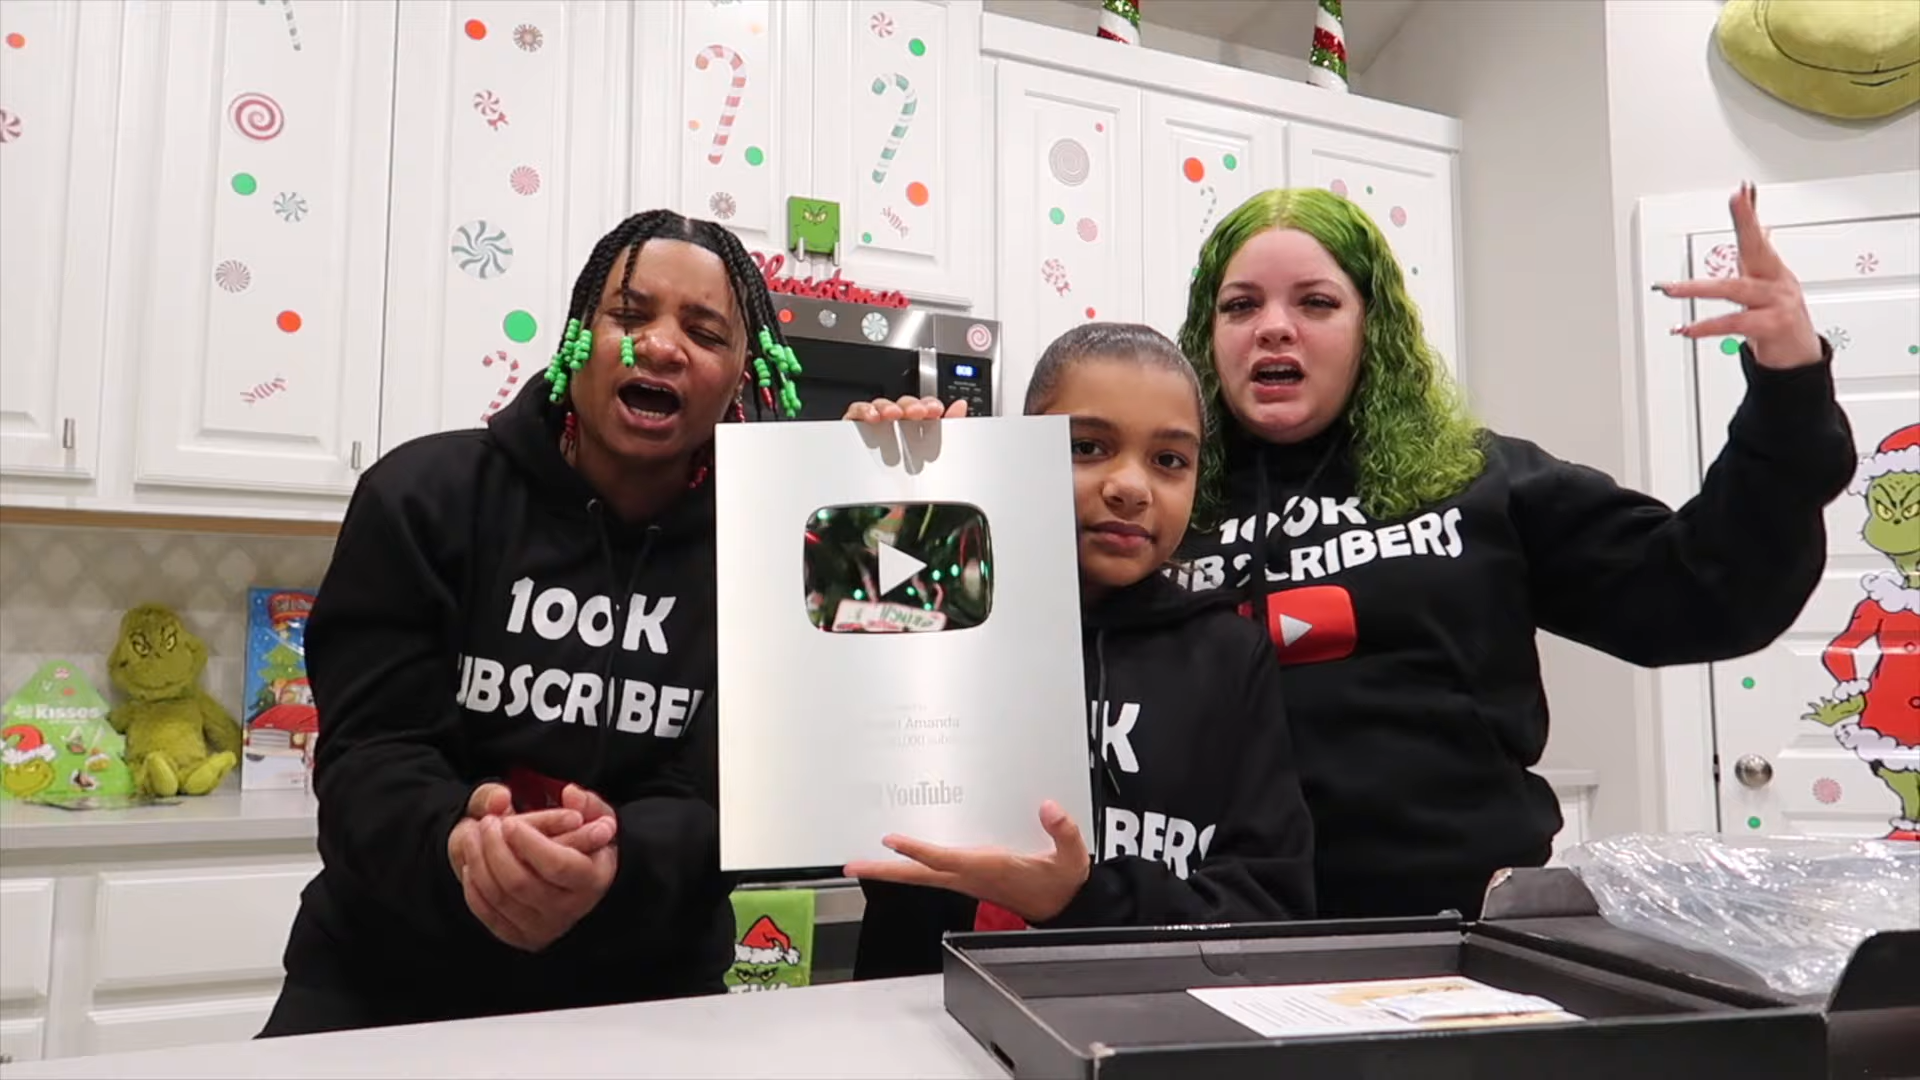 Christmas
100K
UBSCRIBE
100K
UBSCRIBERS
K
BERS
KISSES
Amanda
YouTube